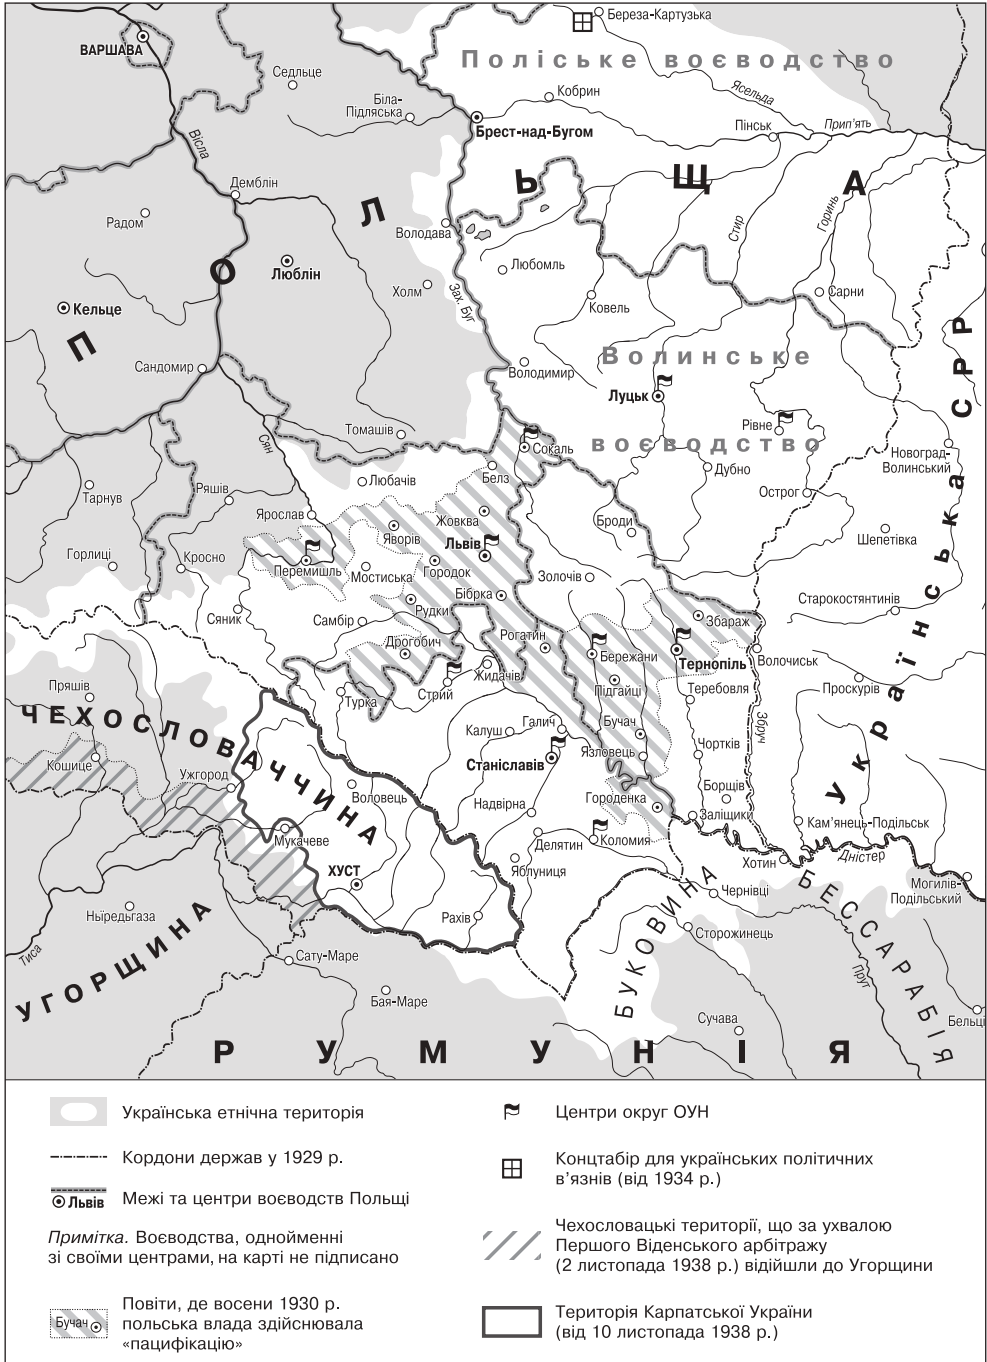 Береза-Картузька
ВАРШАВА
Поліське воєводство
Седльце
Ясельда
Кобрин
Біла-
Підляська
Брест-над-Бугом
Пінськ
Прип'ять
Вісла
ПОЛЬЩА
Демблін
Радом
Володава
Стир
Горинь
Люблін
Любомль
Холм
Зах. Буг
Ковель
Сарни
Кельце
Волинське
воєводство
Сандомир
Володимир
Луцьк
Рівне
Томашів
Сян
Сокаль
Новоград-
Волинський
Українська СРР
Тарнув
Ряшів
Любачів
Белз
Дубно
Острог
Ярослав
Жовква
Яворів
Львів
Броди
Шепетівка
Горлиці
Кросно
Перемишль
Мостиська
Городок
Золочів
Сяник
Самбір
Рудки
Бібрка
Старокостянтинів
Збараж
Дрогобич
Рогатин
Бережани
Тернопіль
Волочиськ
Пряшів
Турка
Стрий
Жидачів
Підгайці
Теребовля
Проскурів
ЧЕХОСЛОВАЧЧИНА
Калуш
Галич
Бучач
Збруч
Кошице
Ужгород
Станіславів
Язловець
Чортків
Воловець
Надвірна
Городенка
Борщів
Заліщики
Мукачеве
Делятин
Коломия
Кам'янець-Подільськ
ХУСТ
Яблуниця
Хотин
Дністер
Могилів-
Подільський
Ньїредьгаза
Рахів
Чернівці
БЕССАРАБІЯ
Тиса
УГОРЩИНА
Сату-Маре
БУКОВИНА
Сторожинець
Прут
Бая-Маре
Сучава
Бельці
РУМУНІЯ
Українська етнічна територія
Кордони держав у 1929 р.
Львів
Межі та центри воєводств Польщі
Примітка. Воєводства, однойменні
зі своїми центрами, на карті не підписано
Бучач
Повіти, де восени 1930 р.
польська влада здійснювала
«пацифікацію»
Центри округ ОУН
Концтабір для українських політичних
в'язнів (від 1934 р.)
Чехословацькі території, що за ухвалою
Першого Віденського арбітражу
(2 листопада 1938 р.) відійшли до Угорщини
Територія Карпатської України
(від 10 листопада 1938 р.)